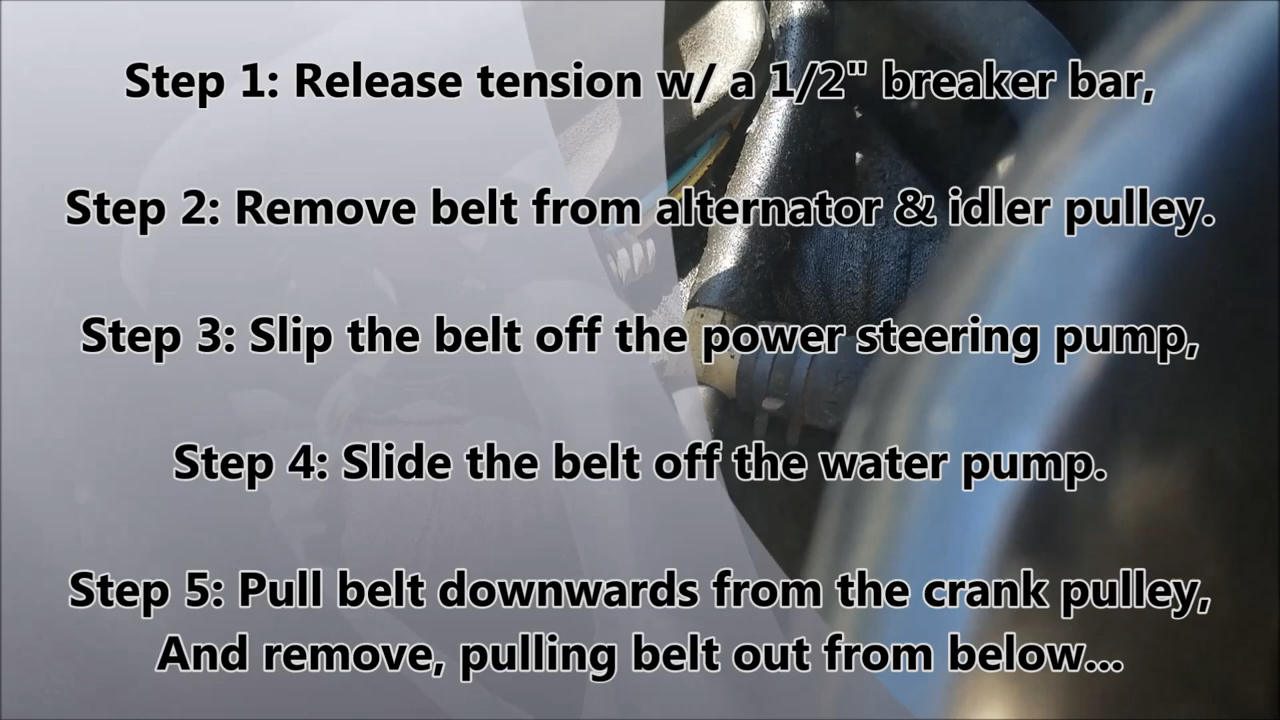 Step 1: Release tension w/ a 1/2" breaker bar,
Step 2: Remove belt from alternator & idler pulley.
Step 3: Slip the belt off the power steering pump,
Step 4: Slide the belt off the water pump.
Step 5: Pull belt downwards from the crank pulley,
And remove, pulling belt out from below...